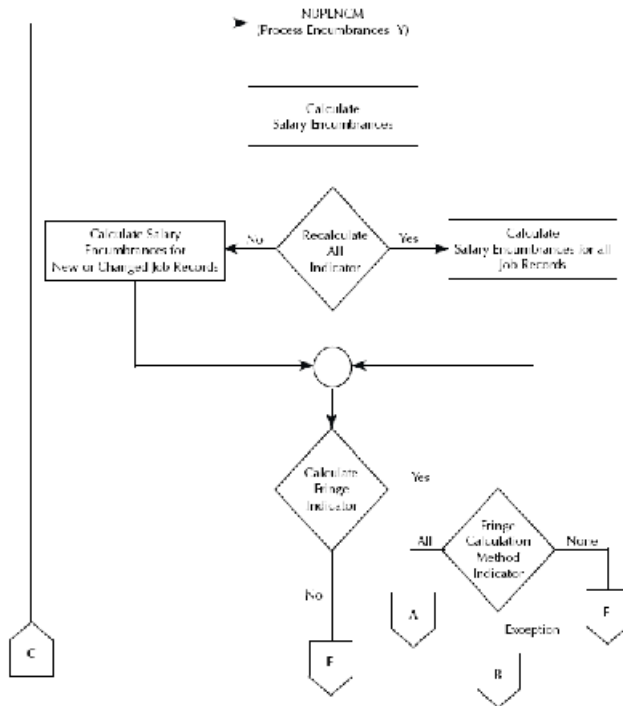 NBPENCM
(Process Encumbrances Y)
Calculate
Salary Encumbrances
Calculate Salary
Encumbrances for
New or Changed Job Records
No
Recalculate
All
Indicator
Yes
Calculate
Salary Encumbrances for all
Job Records
Calculate
Fringe
Indicator
Yes
All
Fringe
Calculation
Method
Indicator
None
No
A
Exception
C
B